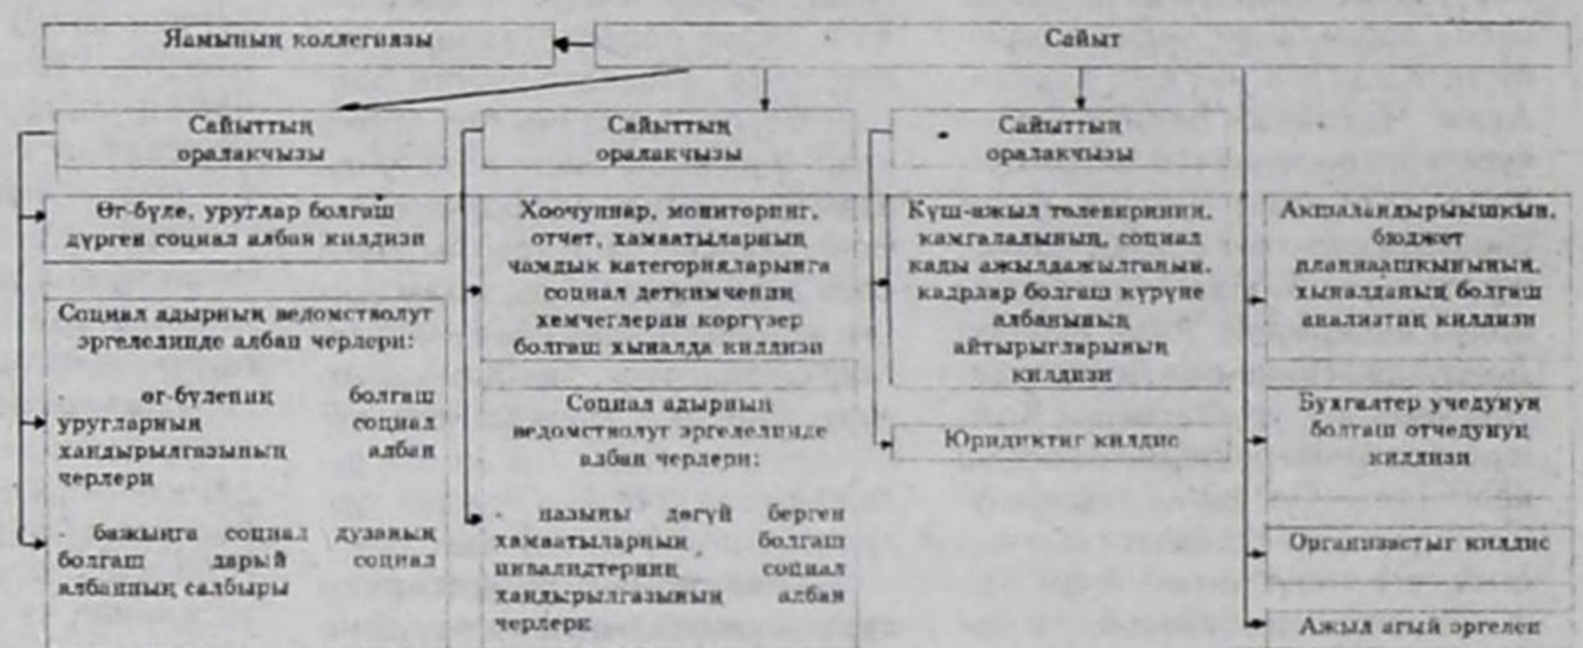 Яамының коллегиязы
Сайыт
Сайыттың
оралакчызы
Өг-бүле, уруглар болгаш
дүрген социал албан килдизи
Социал адырның ведомстволуг
эргелелинде албан черлери:
өг-бүлениң болгаш
уругларның социал
хандырылгазының албан
черлери
- бажыңга социал дузаның
болгаш дарый социал
албанның салбыры
Сайыттың
оралакчызы
Хоочуннар, мониторинг,
отчет, хамаатыларның
чамдык категорияларынга
социал деткимчениң
хемчеглерин көргүзер
болгаш хыналда килдизи
Социал адырның
ведомстволуг эргелелинде
албан черлери:
- назыны дөгүй берген
хамаатыларның болгаш
инвалидтерниң социал
хандырылгазының албан
черлери
Сайыттың
оралакчызы
Күш-ажыл төлевириниң,
камгалалының, социал
кады ажылдажылганың,
кадрлар болгаш күрүне
албанының
айтырыгларының
килдизи
Юридиктиг килдис
Акшаландырыышкын,
бюджет
планнаашкынының,
хыналданың болгаш
анализтиң килдизи
Бухгалтер учедунуң
болгаш отчедунуң
килдизи
Организастыг килдис
Ажыл агый эргелел